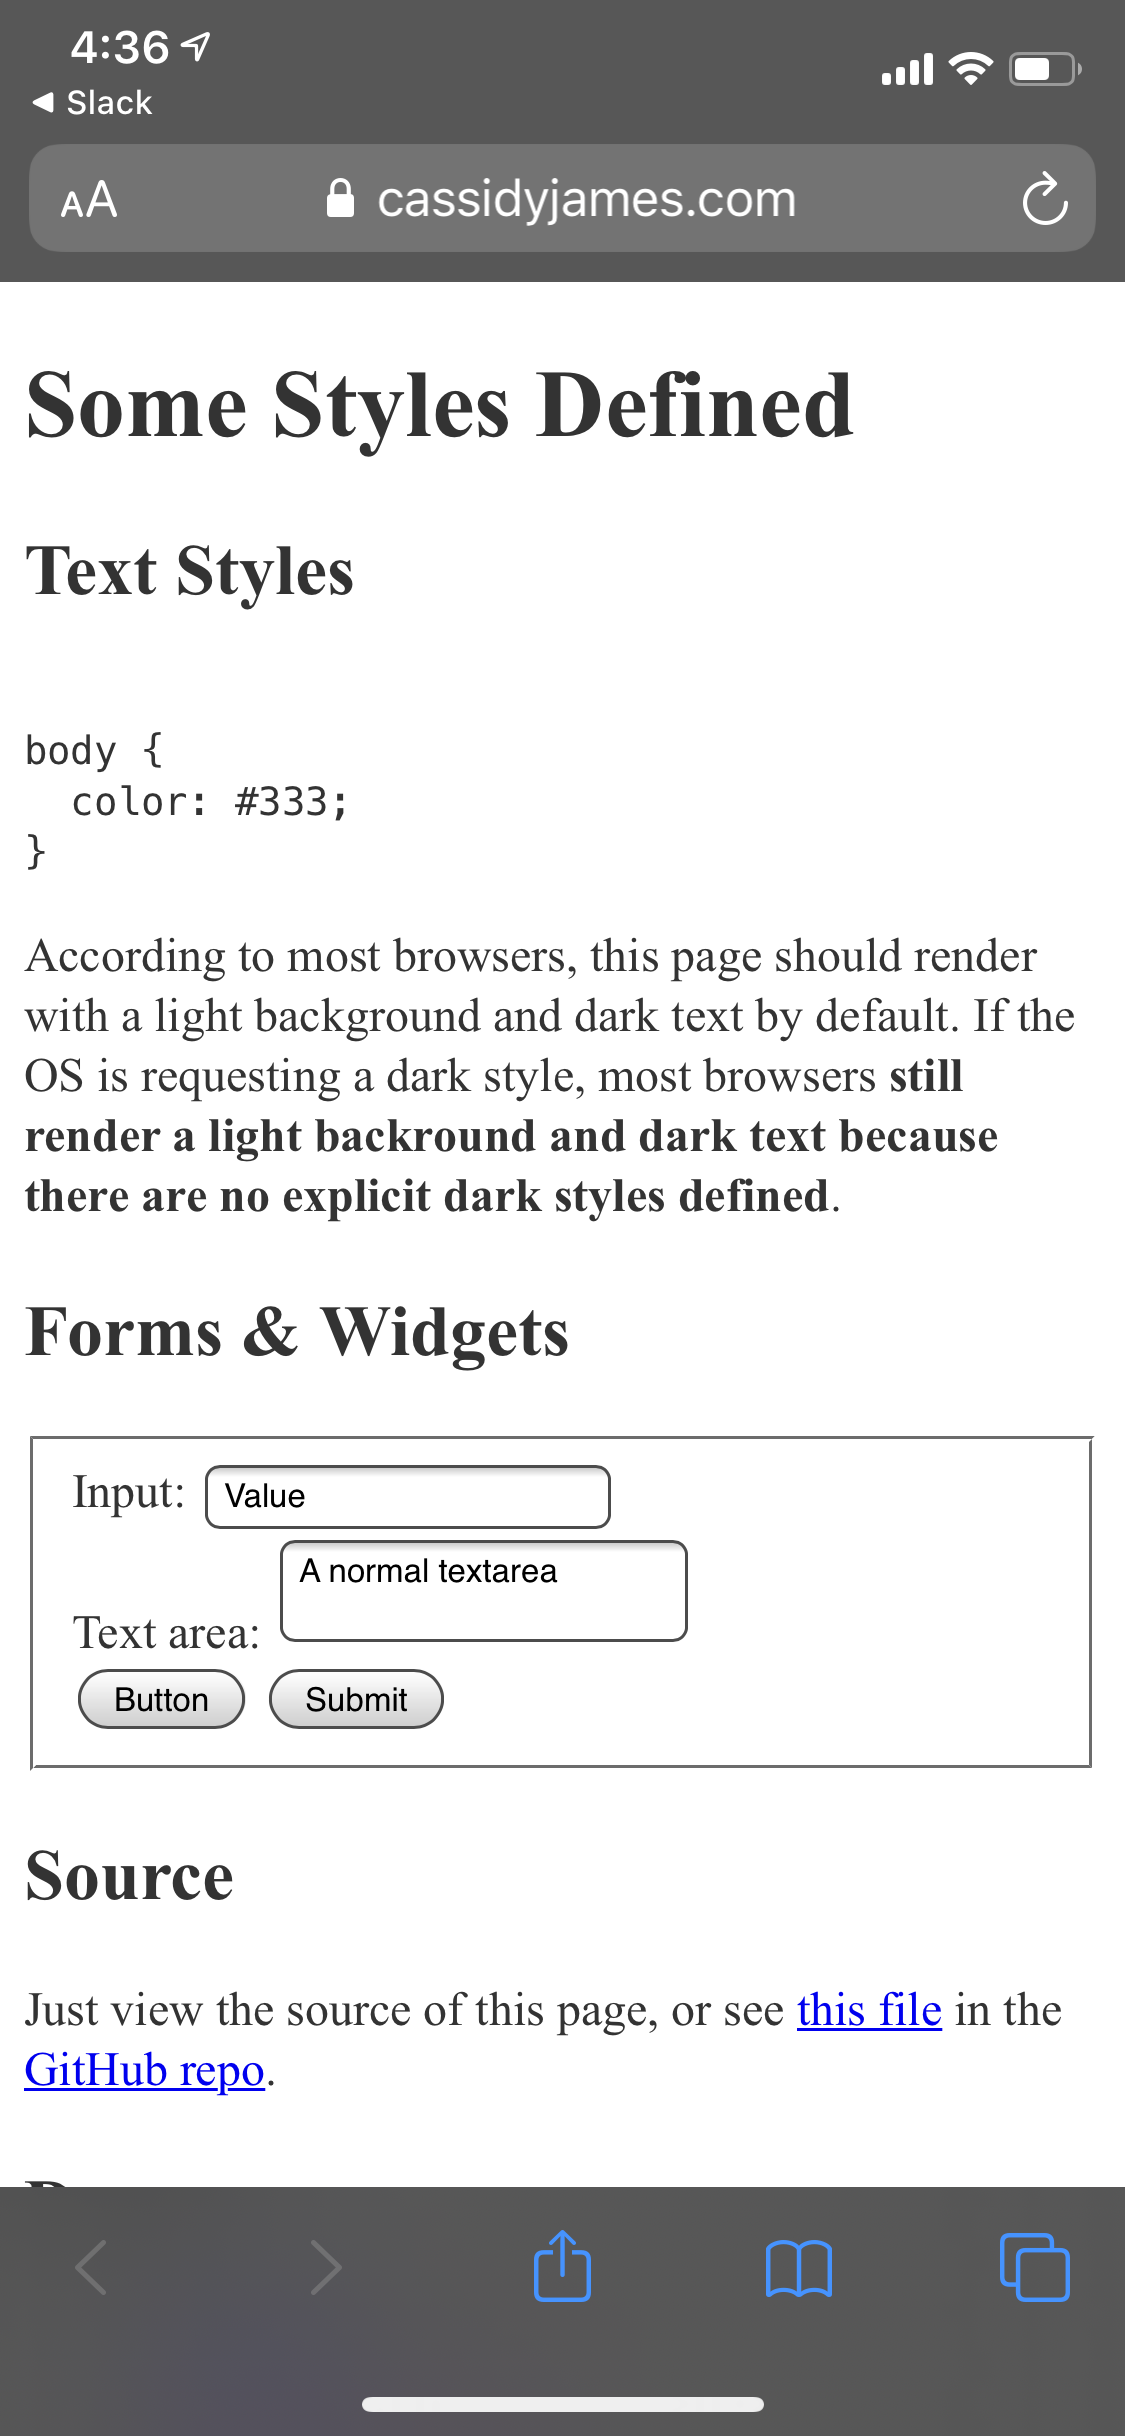 4:36
Slack
AA cassidyjames.com
Some Styles Defined
Text Styles
body {
  color: #333;
}
According to most browsers, this page should render
with a light background and dark text by default. If the
OS is requesting a dark style, most browsers still
render a light backround and dark text because
there are no explicit dark styles defined.
Forms & Widgets
Input: Value
A normal textarea
Text area:
Button Submit
Source
Just view the source of this page, or see this file in the
GitHub repo.